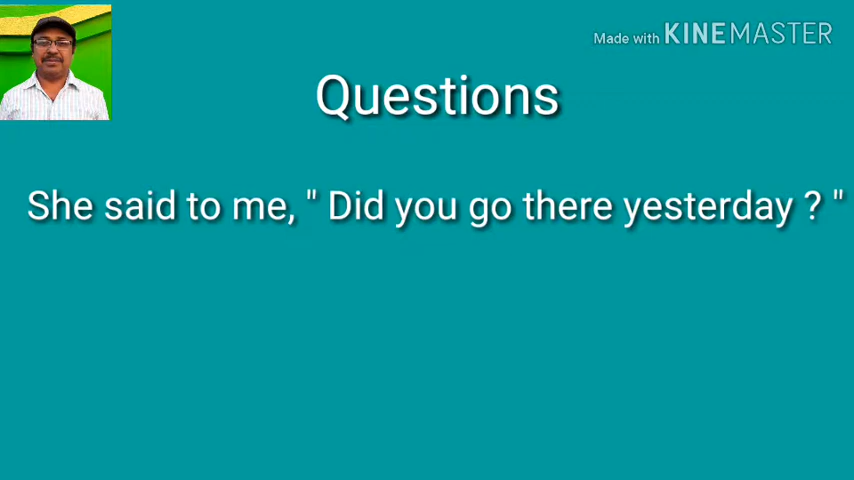 Made with KINEMASTER
Questions
She said to me, " Did you go there yesterday ? "